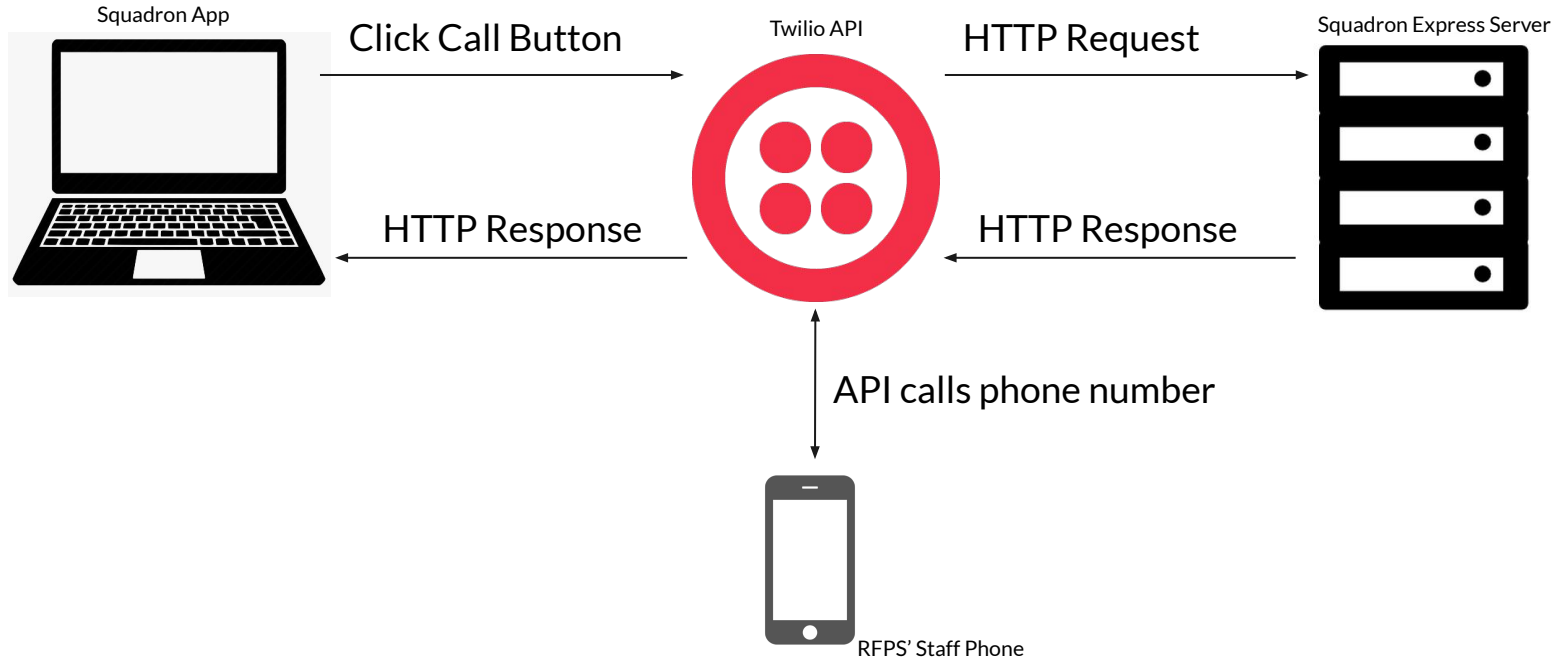 Squadron App
Click Call Button
Twilio API
HTTP Request
Squadron Express Server
HTTP Response
HTTP Response
API calls phone number
RFPS’ Staff Phone